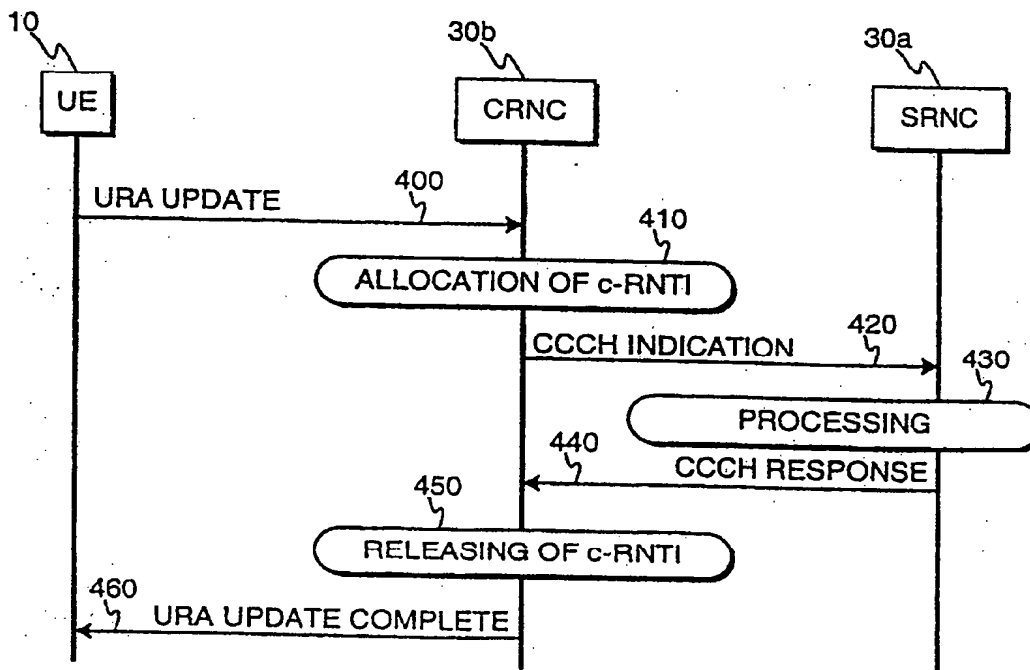 10
30b
30a
UE
CRNC
SRNC
URA UPDATE
400
410
ALLOCATION OF c-RNTI
CCCH INDICATION
420
430
PROCESSING
440
CCCH RESPONSE
450
RELEASING OF c-RNTI
460
URA UPDATE COMPLETE